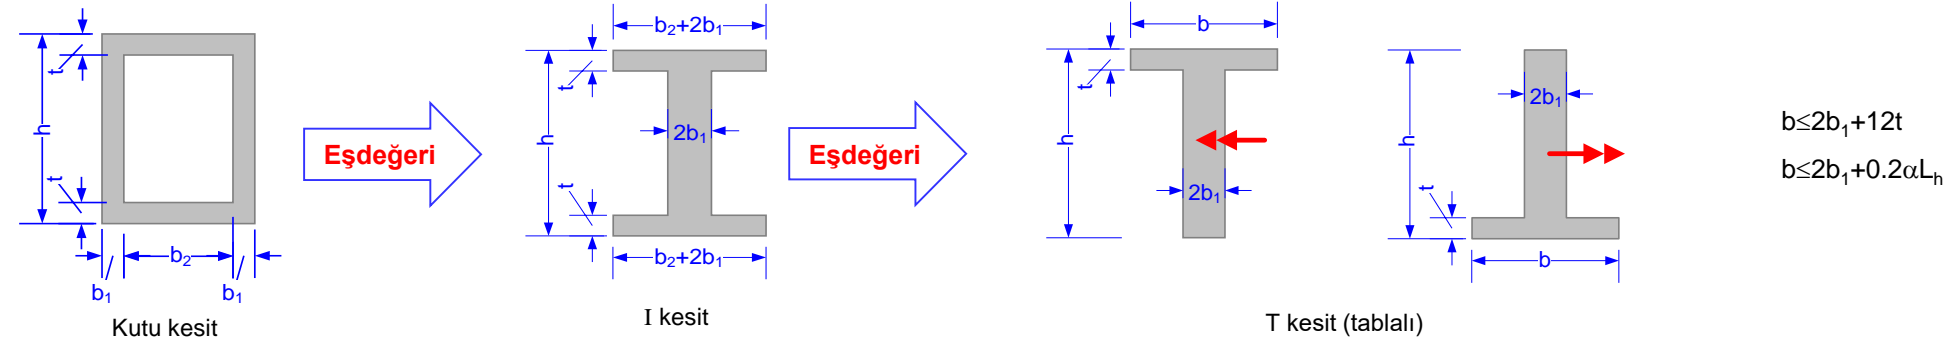 t
h
t
b₂
b₁
b₁
Kutu kesit
Eşdeğeri
b₂+2b₁
t
h
2b₁
t
b₂+2b₁
I kesit
Eşdeğeri
b
t
h
2b₁
2b₁
h
t
b
T kesit (tablalı)
b≤2b₁+12t
b≤2b₁+0.2αLₕ